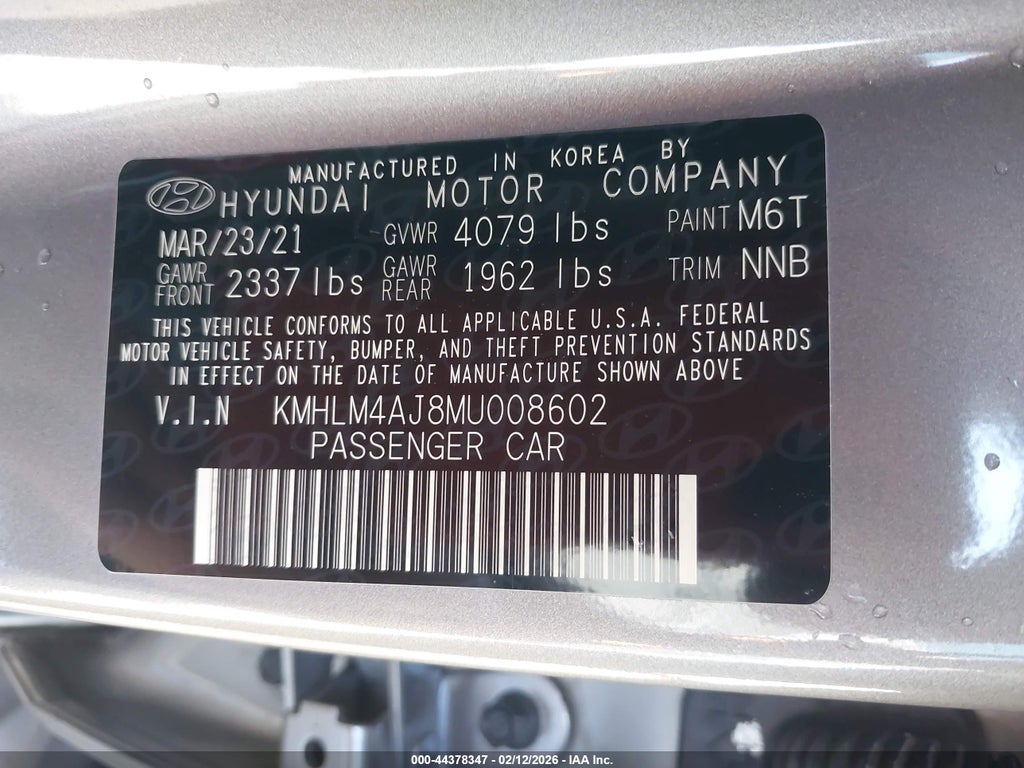 MANUFACTURED IN KOREA BY
HYUNDAI MOTOR COMPANY
MAR/23/21 GVWR 4079 lbs PAINT M6T
GAWR FRONT 2337 lbs GAWR REAR 1962 lbs TRIM NNB
THIS VEHICLE CONFORMS TO ALL APPLICABLE U.S.A. FEDERAL
MOTOR VEHICLE SAFETY, BUMPER, AND THEFT PREVENTION STANDARDS
IN EFFECT ON THE DATE OF MANUFACTURE SHOWN ABOVE
V.I.N KMHLM4AJ8MU008602
PASSENGER CAR
000-44378347 - 02/12/2026 - IAA Inc.